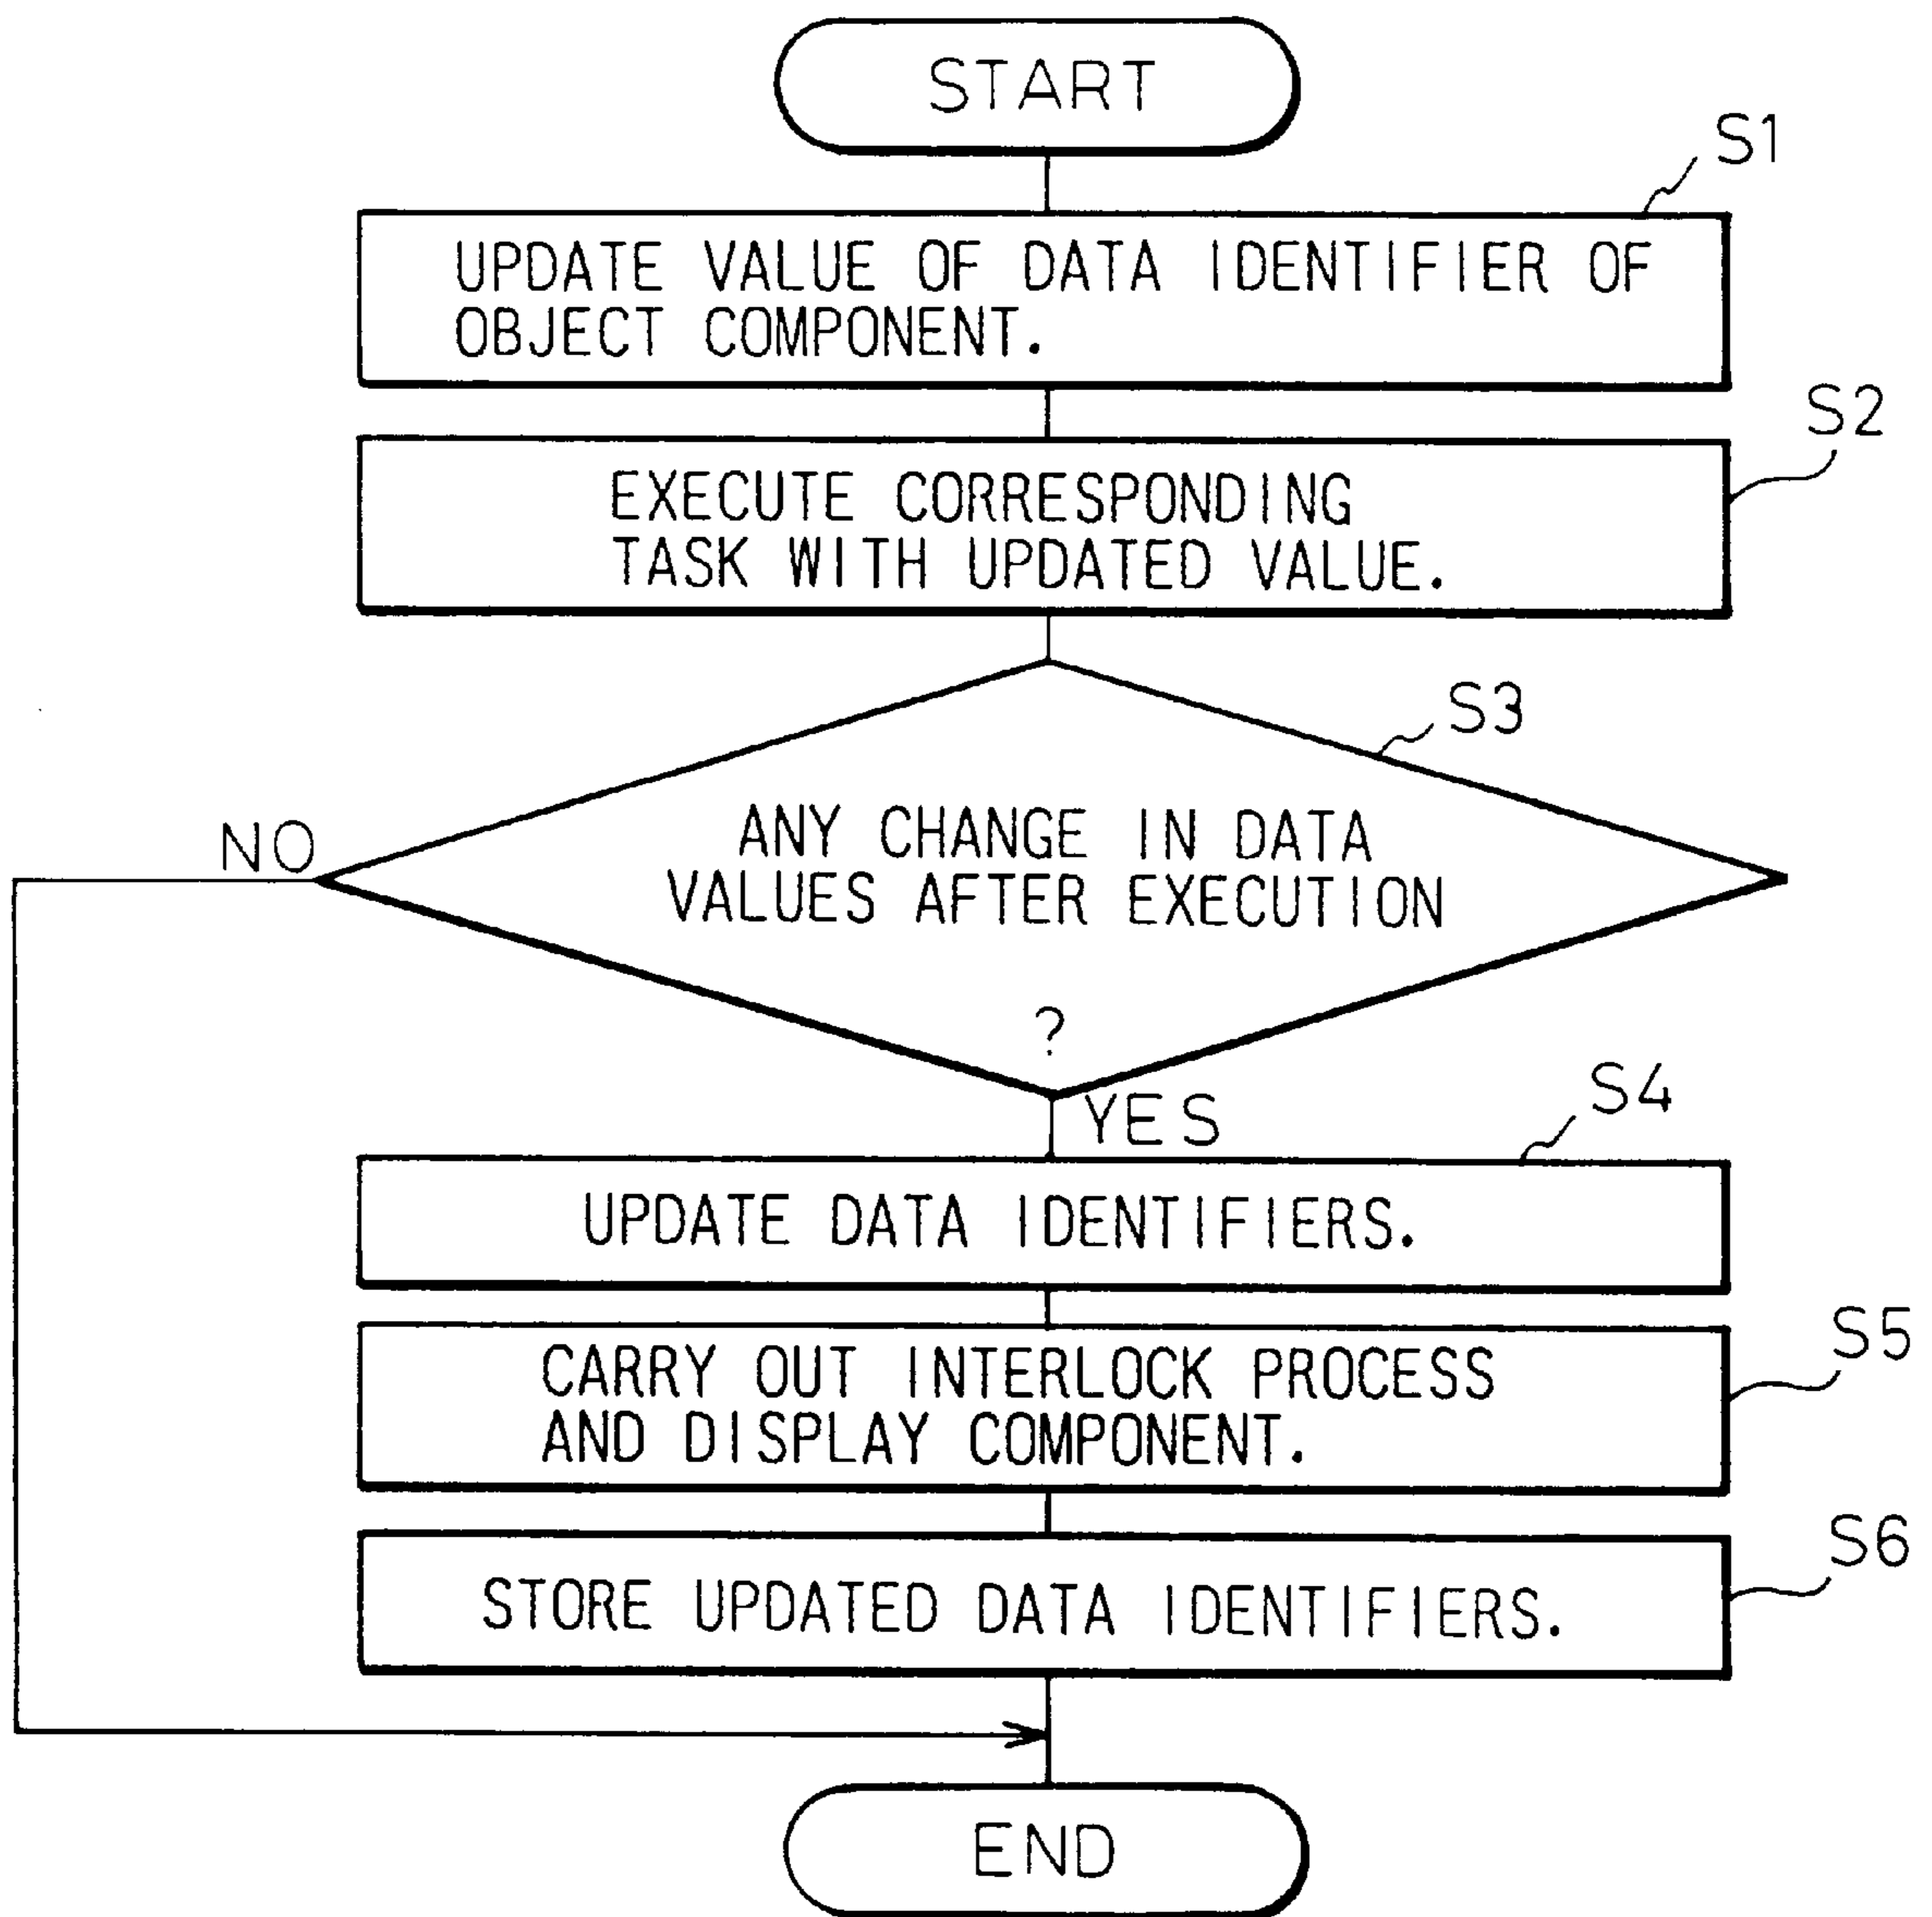 START
S1
UPDATE VALUE OF DATA IDENTIFIER OF
OBJECT COMPONENT.
S2
EXECUTE CORRESPONDING
TASK WITH UPDATED VALUE.
S3
ANY CHANGE IN DATA
VALUES AFTER EXECUTION
?
NO
YES
S4
UPDATE DATA IDENTIFIERS.
S5
CARRY OUT INTERLOCK PROCESS
AND DISPLAY COMPONENT.
S6
STORE UPDATED DATA IDENTIFIERS.
END